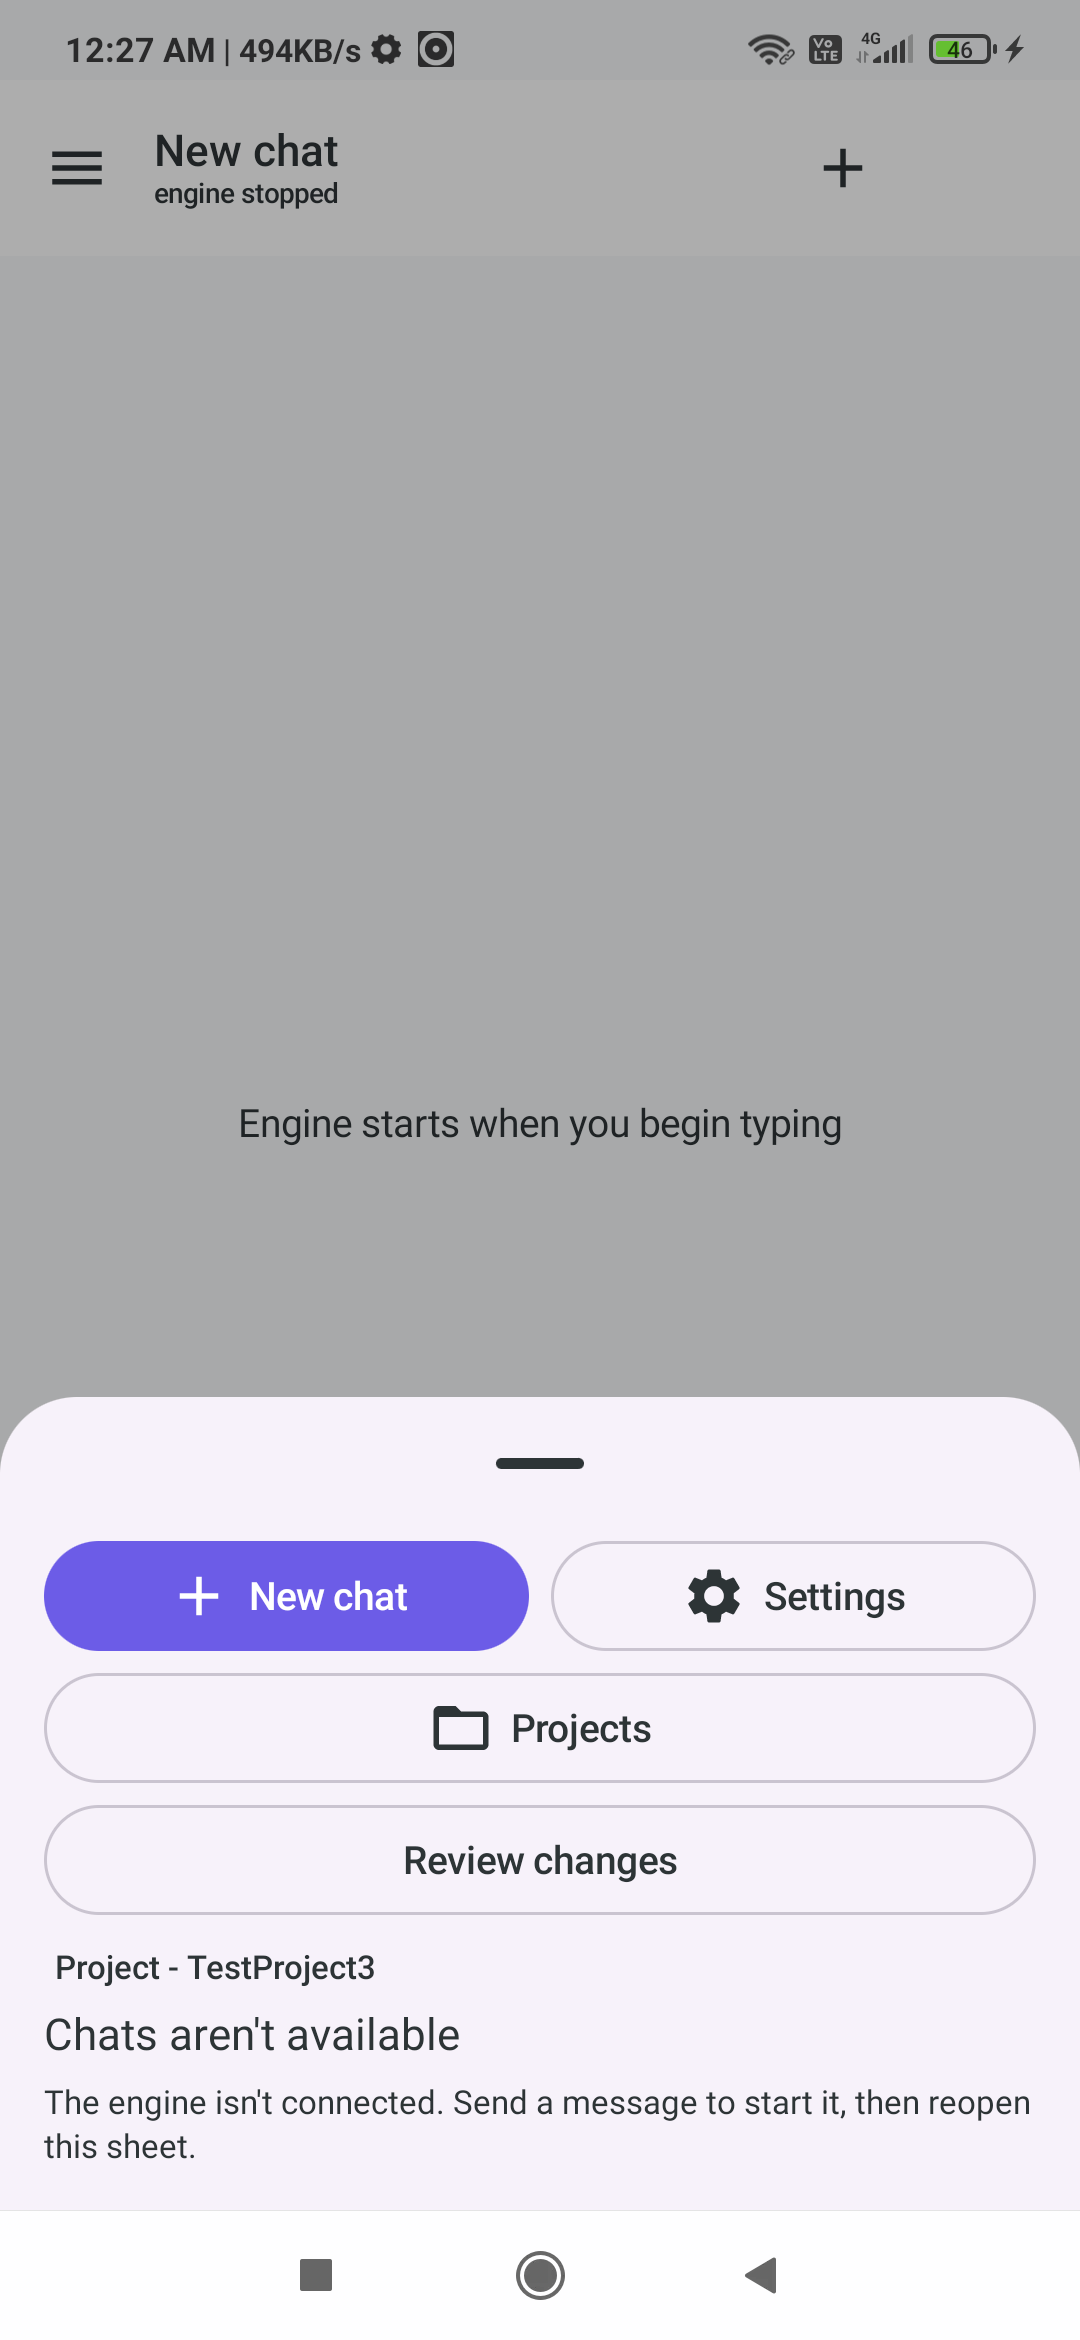 12:27 AM | 494KB/s
Vo LTE
4G
46
New chat
engine stopped
Engine starts when you begin typing
New chat
Settings
Projects
Review changes
Project - TestProject3
Chats aren't available
The engine isn't connected. Send a message to start it, then reopen
this sheet.